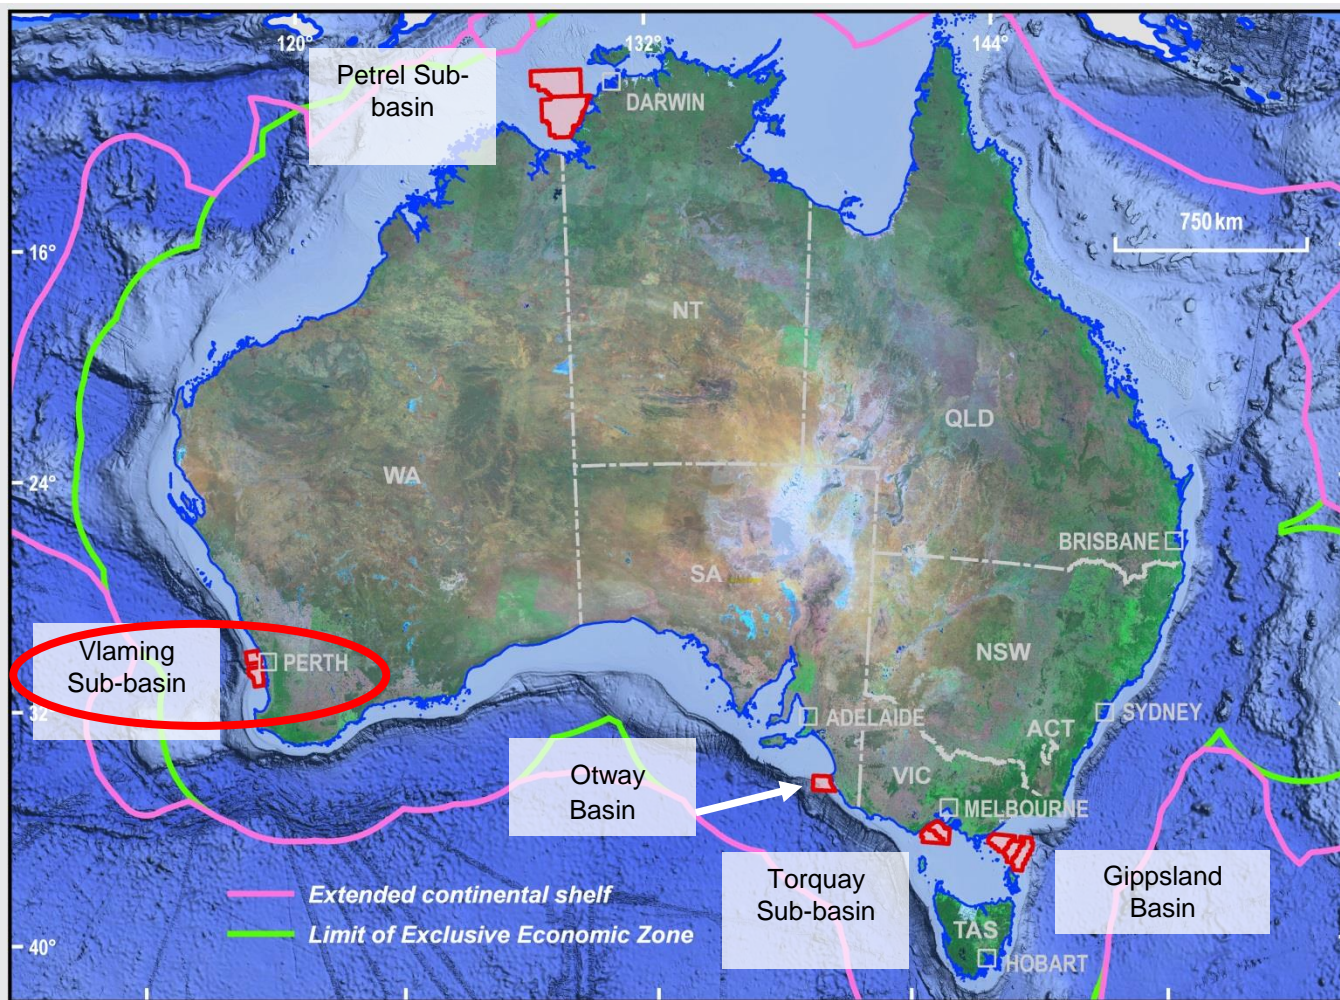 120°
132°
144°
Petrel Sub-
basin
DARWIN
750 km
16°
NT
QLD
WA
24°
BRISBANE
SA
Vlaming
Sub-basin
PERTH
NSW
32
ADELAIDE
SYDNEY
ACT
Otway
Basin
VIC
MELBOURNE
Torquay
Sub-basin
Gippsland
Basin
Extended continental shelf
Limit of Exclusive Economic Zone
TAS
40°
HOBART